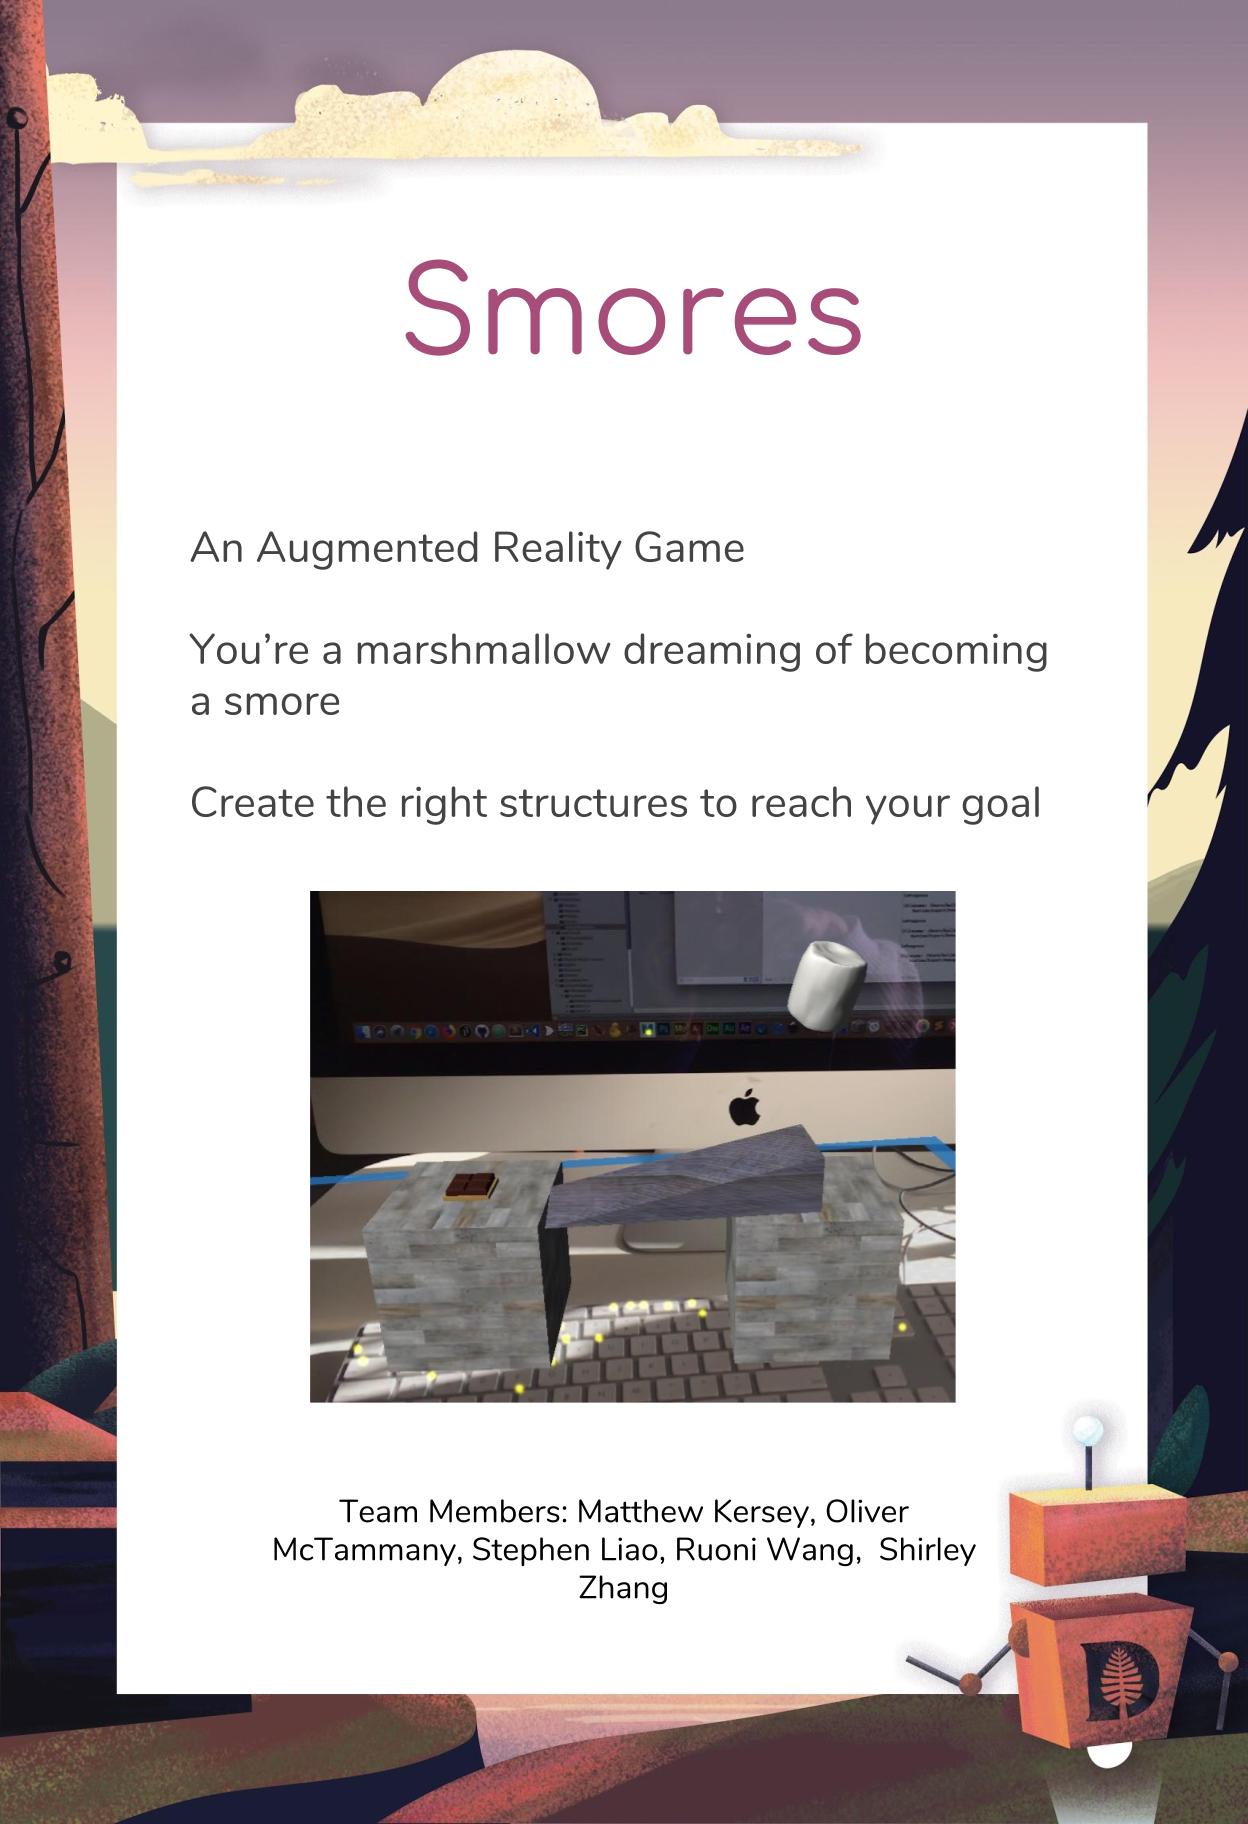 Smores
An Augmented Reality Game
You’re a marshmallow dreaming of becoming
a smore
Create the right structures to reach your goal
Team Members: Matthew Kersey, Oliver
McTammany, Stephen Liao, Ruoni Wang,  Shirley
Zhang
D